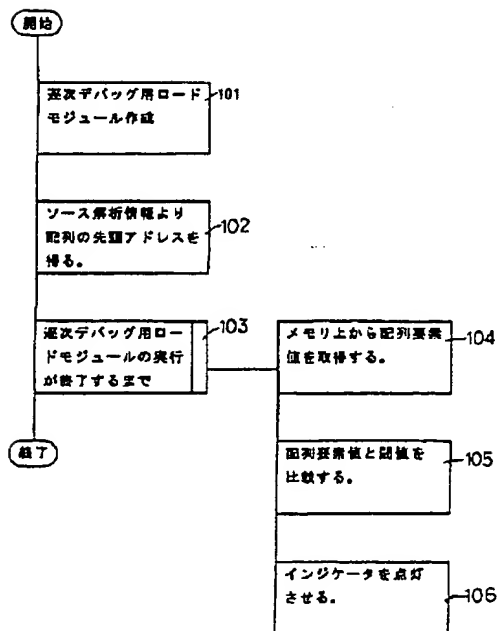 開始
逐次デバッグ用ロード
モジュール作成
101
ソース解析情報より
配列の先頭アドレスを
得る。
102
逐次デバッグ用ロー
ドモジュールの実行
が終了するまで
103
終了
メモリ上から配列要素
値を取得する。
104
配列要素値と閾値を
比較する。
105
インジケータを点灯
させる。
106